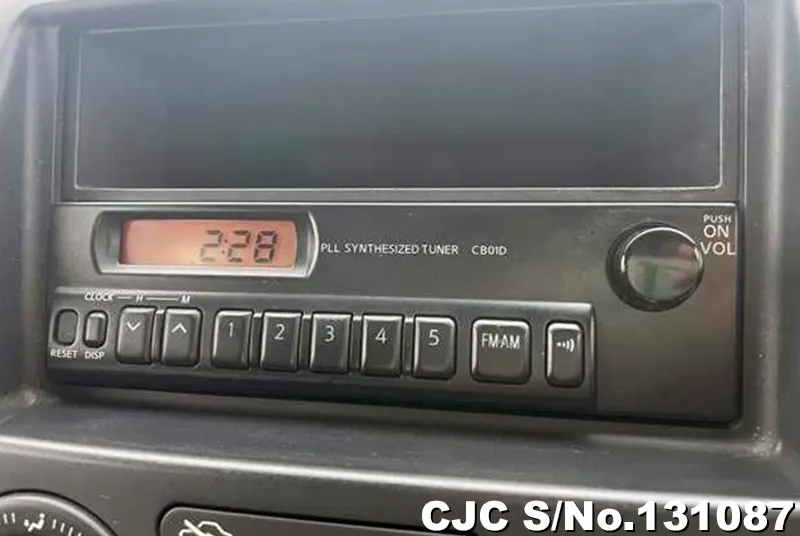 PUSH
ON
VOL
2:28
PLL SYNTHESIZED TUNER CB01D
CLOCK H M
RESET DISP 1 2 3 4 5 FM·AM
CJC S/No.131087